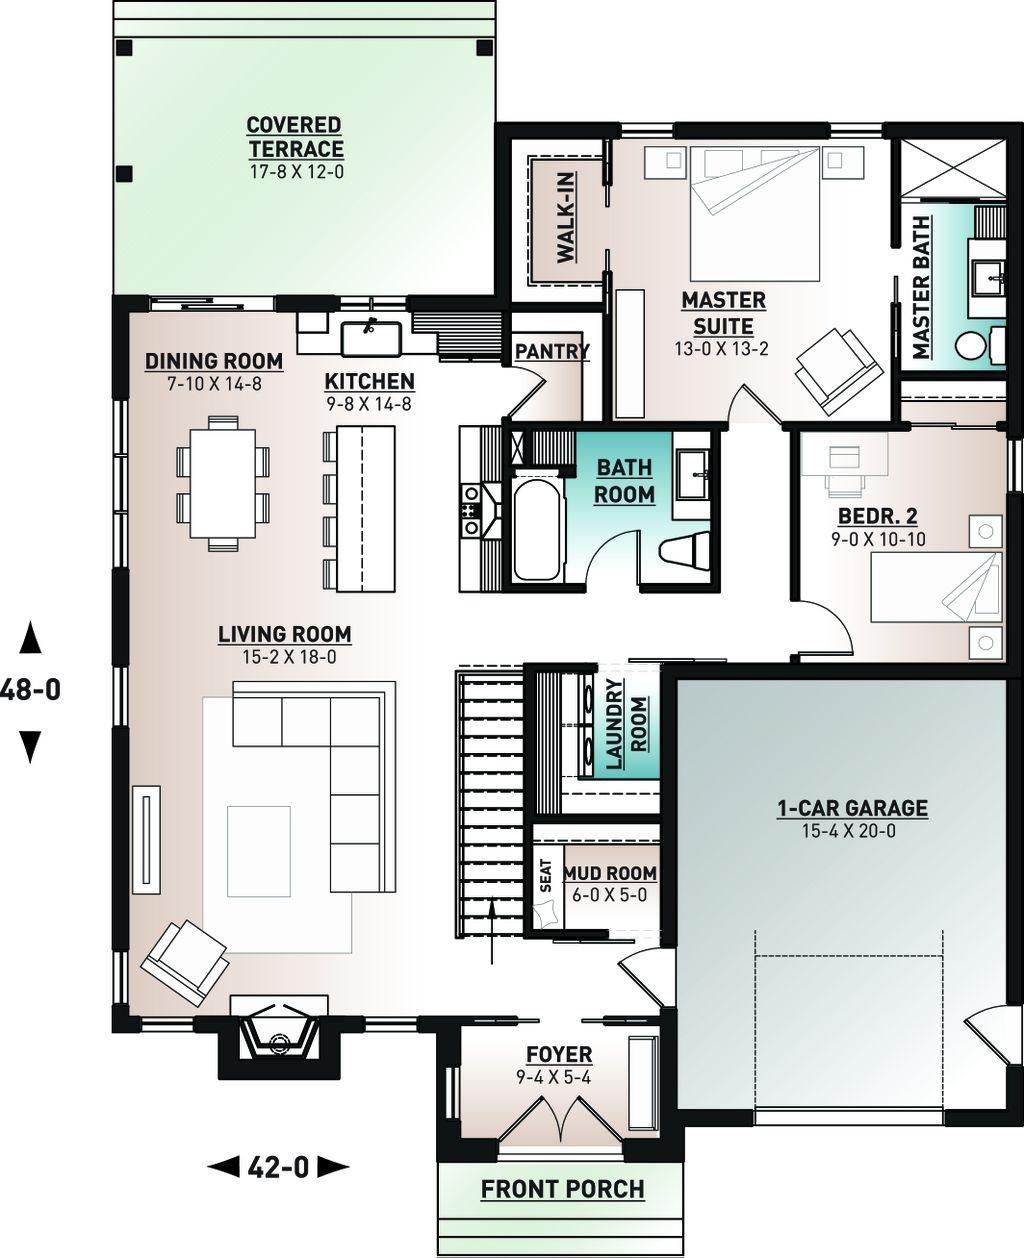 COVERED
TERRACE
17-8 X 12-0
WALK-IN
MASTER
SUITE
13-0 X 13-2
MASTER BATH
DINING ROOM
7-10 X 14-8
KITCHEN
9-8 X 14-8
PANTRY
BATH
ROOM
BEDR. 2
9-0 X 10-10
LIVING ROOM
15-2 X 18-0
48-0
LAUNDRY
ROOM
1-CAR GARAGE
15-4 X 20-0
SEAT
MUD ROOM
6-0 X 5-0
FOYER
9-4 X 5-4
42-0
FRONT PORCH